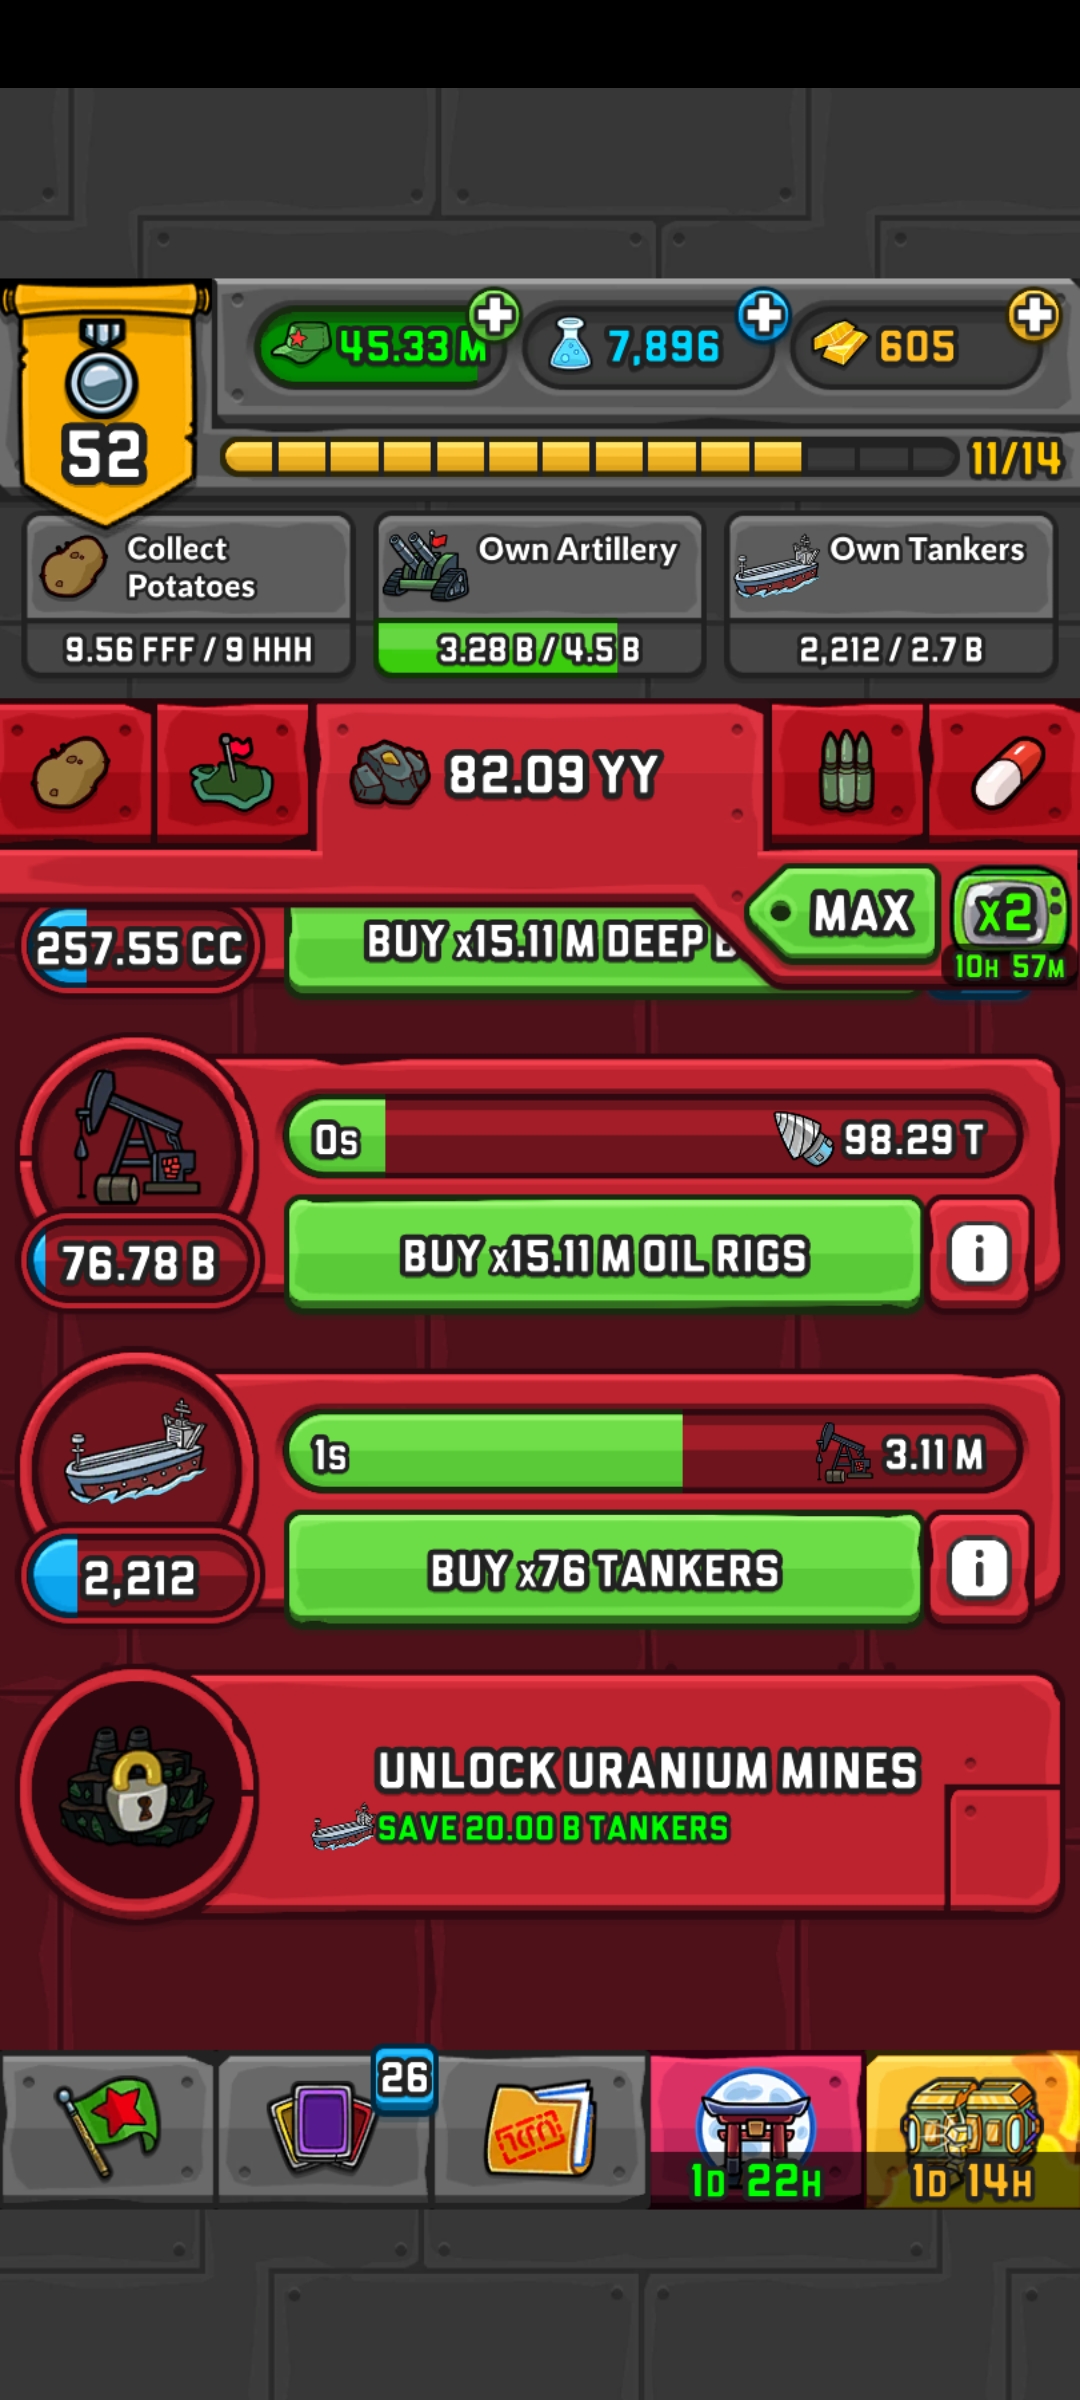 45.33 M
7,896
605
52
11/14
Collect
Potatoes
9.56 FFF / 9 HHH
Own Artillery
3.28 B / 4.5 B
Own Tankers
2,212 / 2.7 B
82.09 YY
MAX
x2
10H 57M
257.55 CC
BUY x15.11 M DEEP
0s
98.29 T
76.78 B
BUY x15.11 M OIL RIGS
i
1s
3.11 M
2,212
BUY x76 TANKERS
i
UNLOCK URANIUM MINES
SAVE 20.00 B TANKERS
26
1D 22H
1D 14H